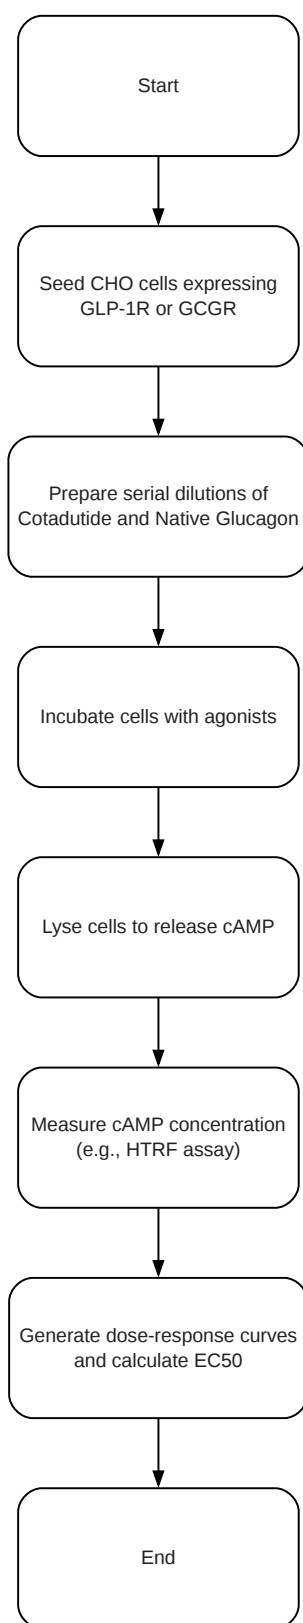 Start
Seed CHO cells expressing
GLP-1R or GCGR
Prepare serial dilutions of
Cotadutide and Native Glucagon
Incubate cells with agonists
Lyse cells to release cAMP
Measure cAMP concentration
(e.g., HTRF assay)
Generate dose-response curves
and calculate EC50
End